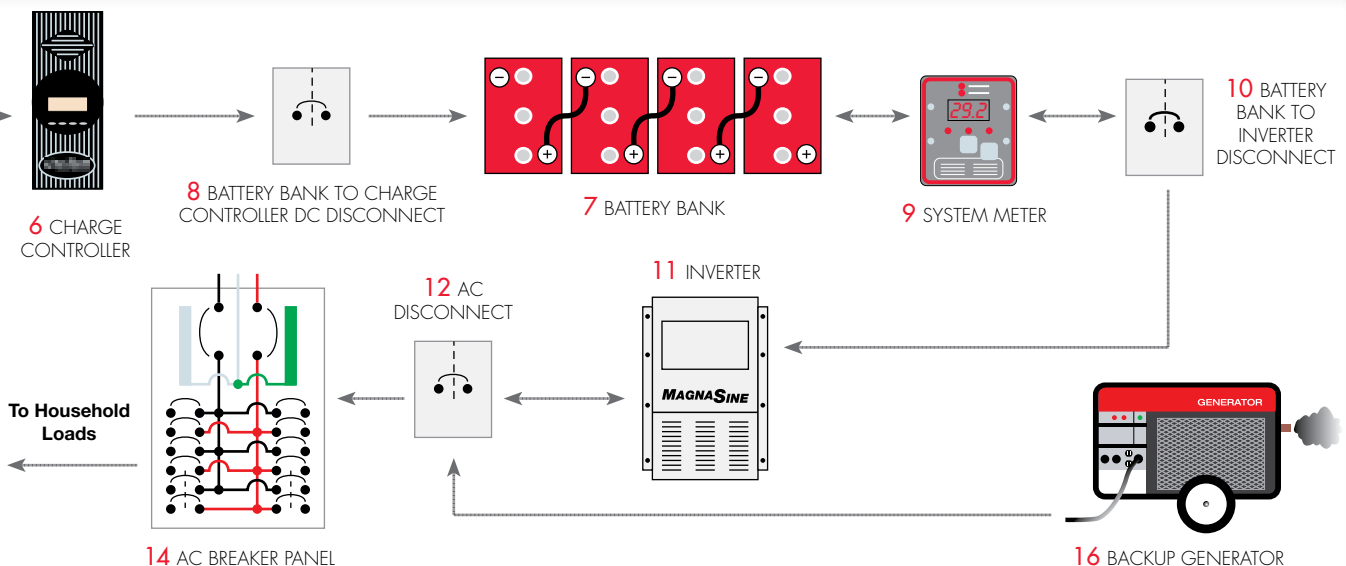 6 CHARGE
CONTROLLER
8 BATTERY BANK TO CHARGE
CONTROLLER DC DISCONNECT
− + − + − + − +
7 BATTERY BANK
29.2
9 SYSTEM METER
10 BATTERY
BANK TO
INVERTER
DISCONNECT
To Household
Loads
14 AC BREAKER PANEL
12 AC
DISCONNECT
11 INVERTER
MAGNASINE
GENERATOR
16 BACKUP GENERATOR